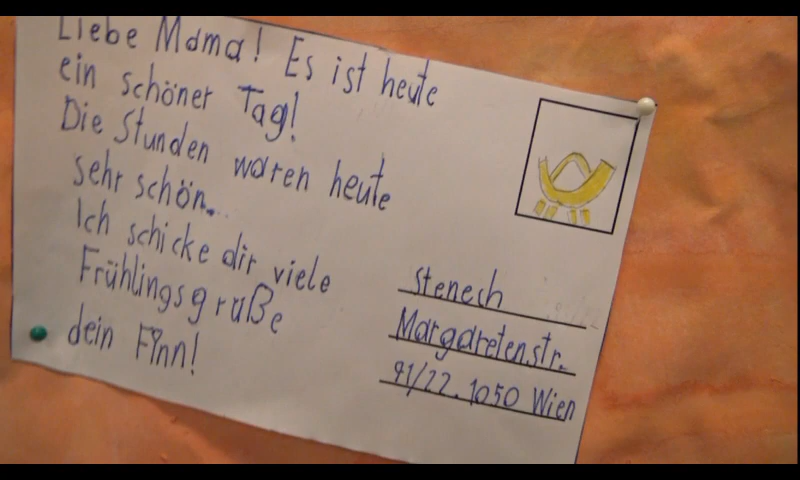 Liebe Mama! Es ist heute
ein schöner Tag!
Die Stunden waren heute
sehr schön...
Ich schicke dir viele
Frühlingsgrüße
dein Finn!
Stenech
Margaretenstr.
91/22. 1050 Wien